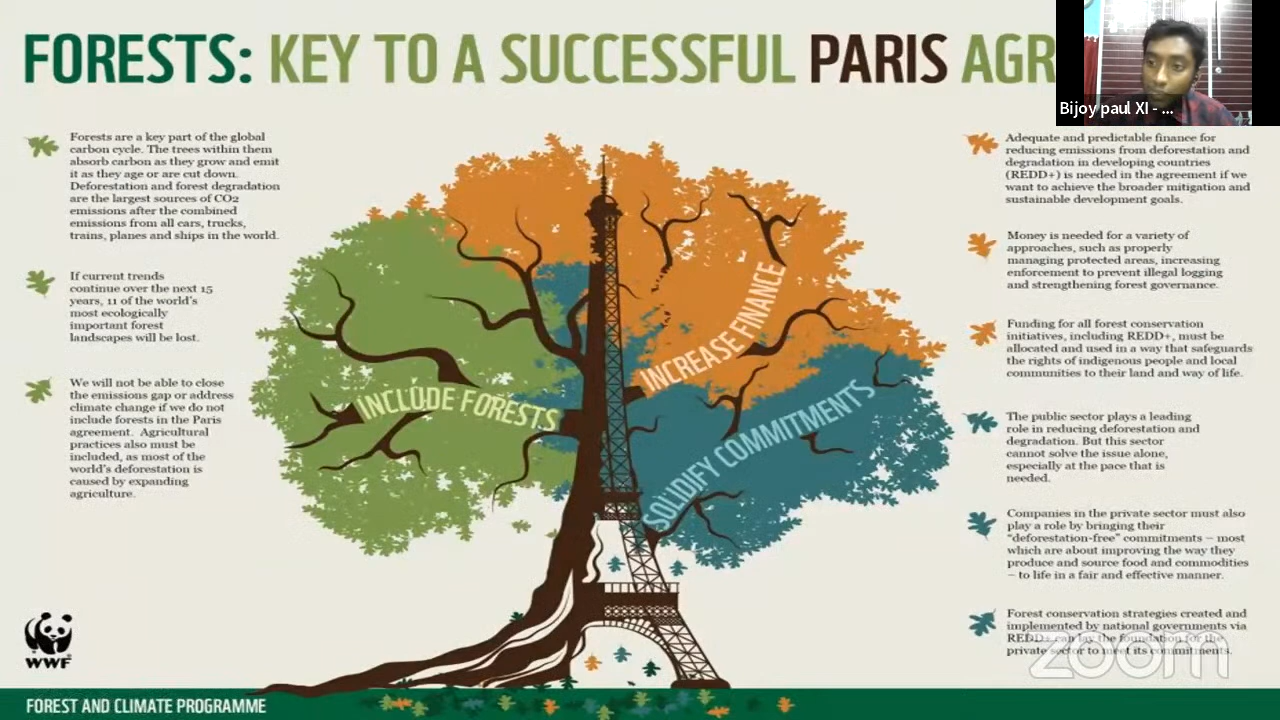 FORESTS: KEY TO A SUCCESSFUL PARIS AGR
Bijoy paul XI - ...
Forests are a key part of the global
carbon cycle. The trees within them
absorb carbon as they grow and emit
it as they age or are cut down.
Deforestation and forest degradation
are the largest sources of CO2
emissions after the combined
emissions from all cars, trucks,
trains, planes and ships in the world.
If current trends
continue over the next 15
years, 11 of the world's
most ecologically
important forest
landscapes will be lost.
We will not be able to close
the emissions gap or address
climate change if we do not
include forests in the Paris
agreement. Agricultural
practices also must be
included, as most of the
world's deforestation is
caused by expanding
agriculture.
INCLUDE FORESTS
INCREASE FINANCE
SOLIDIFY COMMITMENTS
Adequate and predictable finance for
reducing emissions from deforestation and
degradation in developing countries
(REDD+) is needed in the agreement if we
want to achieve the broader mitigation and
sustainable development goals.
Money is needed for a variety of
approaches, such as properly
managing protected areas, increasing
enforcement to prevent illegal logging
and strengthening forest governance.
Funding for all forest conservation
initiatives, including REDD+, must be
allocated and used in a way that safeguards
the rights of indigenous people and local
communities to their land and way of life.
The public sector plays a leading
role in reducing deforestation and
degradation. But this sector
cannot solve the issue alone,
especially at the pace that is
needed.
Companies in the private sector must also
play a role by bringing their
"deforestation-free" commitments – most
which are about improving the way they
produce and source food and commodities
– to life in a fair and effective manner.
Forest conservation strategies created and
implemented by national governments via
REDD+ can lay the foundation for the
private sector to meet its commitments.
zoom
WWF
FOREST AND CLIMATE PROGRAMME